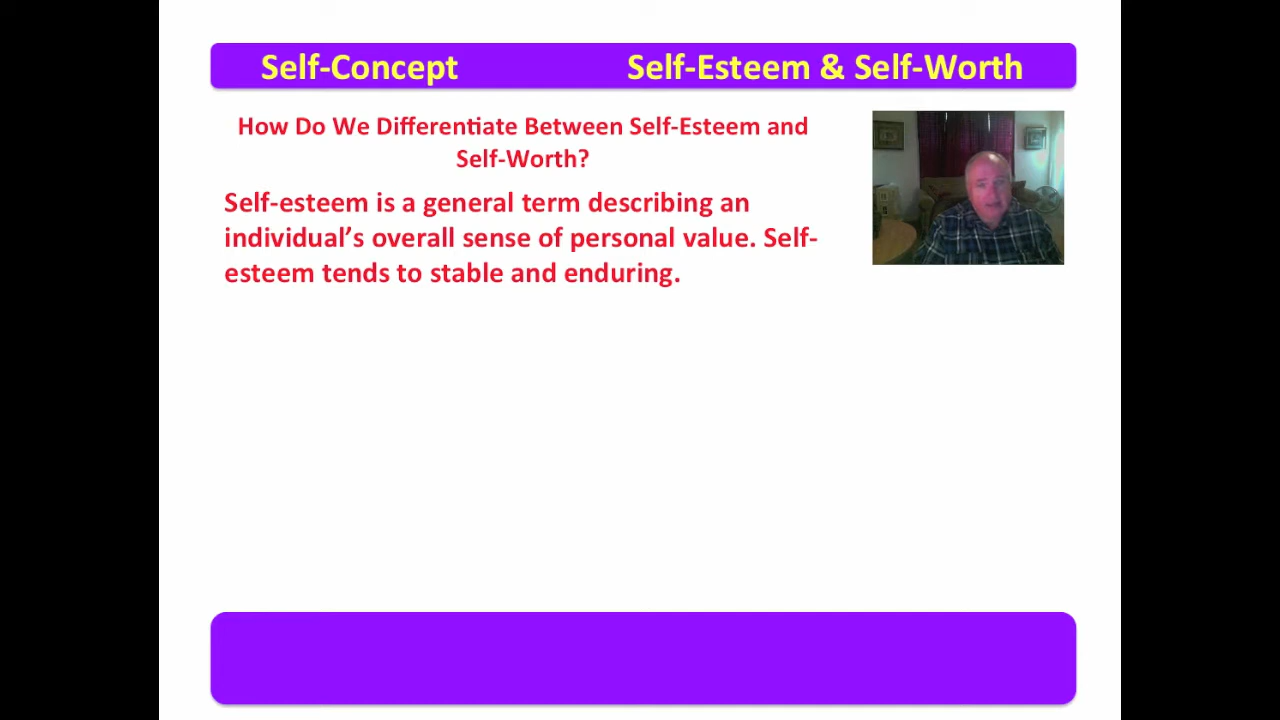 Self-Concept Self-Esteem & Self-Worth
How Do We Differentiate Between Self-Esteem and
Self-Worth?
Self-esteem is a general term describing an
individual’s overall sense of personal value. Self-
esteem tends to stable and enduring.